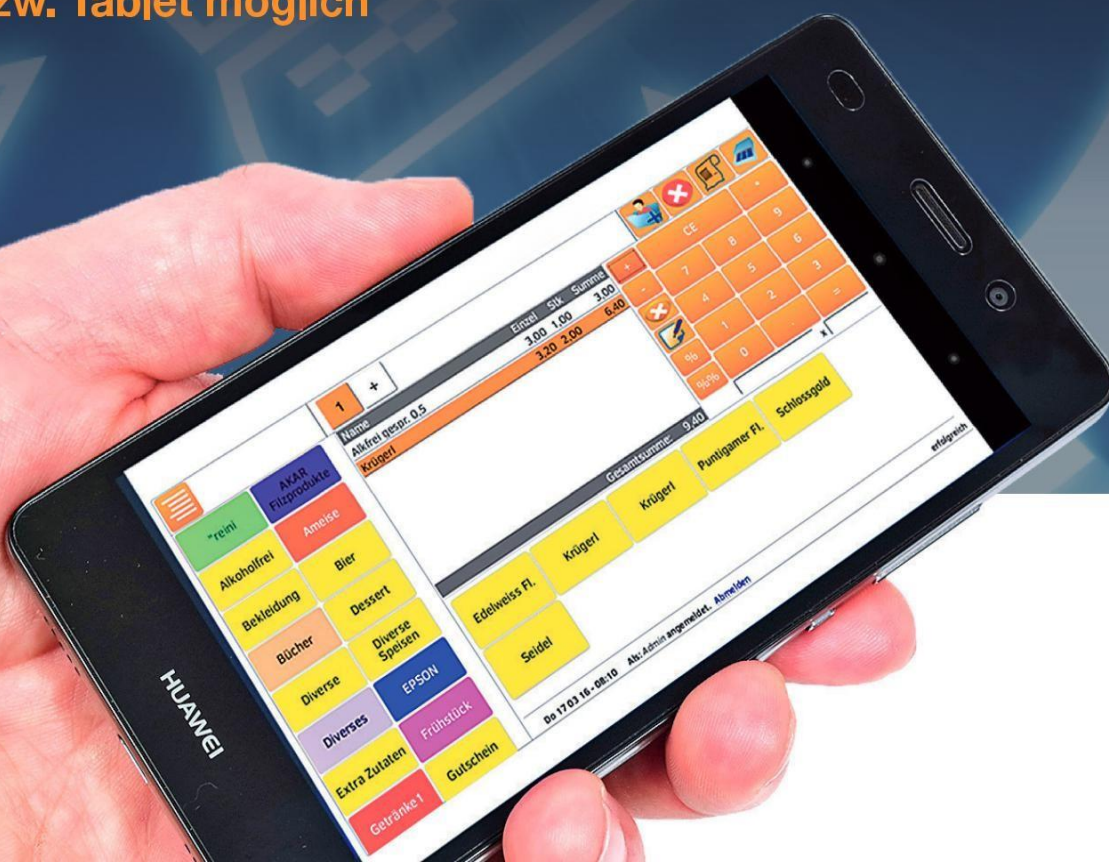 zw. Tablet möglich
1 +
Name Einzel Stk Summe
Alkfrei gespr. 0,5 3,00 1,00 3,00
Krügerl 3,20 2,00 6,40
Gesamtsumme: 9,40
CE
7 8 9
4 5 6
1 2 3
0 . =
+
-
%
%%
x
"reini
AKAR
Filzprodukte
Alkoholfrei
Ameise
Bekleidung
Bier
Bücher
Dessert
Diverse
Diverse
Speisen
Diverses
EPSON
Extra Zutaten
Frühstück
Getränke1
Gutschein
Edelweiss Fl.
Krügerl
Krügerl
Puntigamer Fl.
Schlossgold
Seidel
Do 17 03 16 - 08:10 Als: Admin angemeldet. Abmelden
erfolgreich
HUAWEI